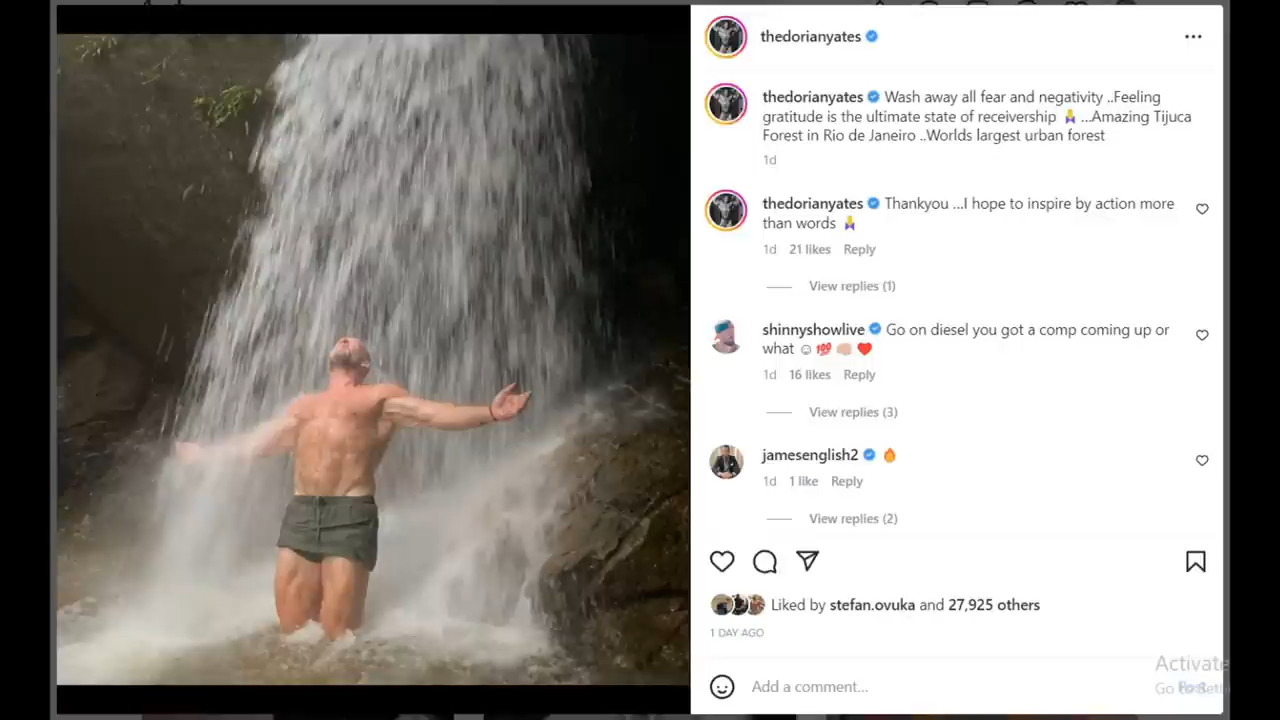 thedorianyates
thedorianyates Wash away all fear and negativity ..Feeling
gratitude is the ultimate state of receivership 🙏 ...Amazing Tijuca
Forest in Rio de Janeiro ..Worlds largest urban forest
1d
thedorianyates Thankyou ...I hope to inspire by action more
than words 🙏
1d 21 likes Reply
View replies (1)
shinnyshowlive Go on diesel you got a comp coming up or
what ☺ 💯 👊🏼 ❤️
1d 16 likes Reply
View replies (3)
jamesenglish2 🔥
1d 1 like Reply
View replies (2)
Liked by stefan.ovuka and 27,925 others
1 DAY AGO
Activate
Add a comment...
Go to
Post